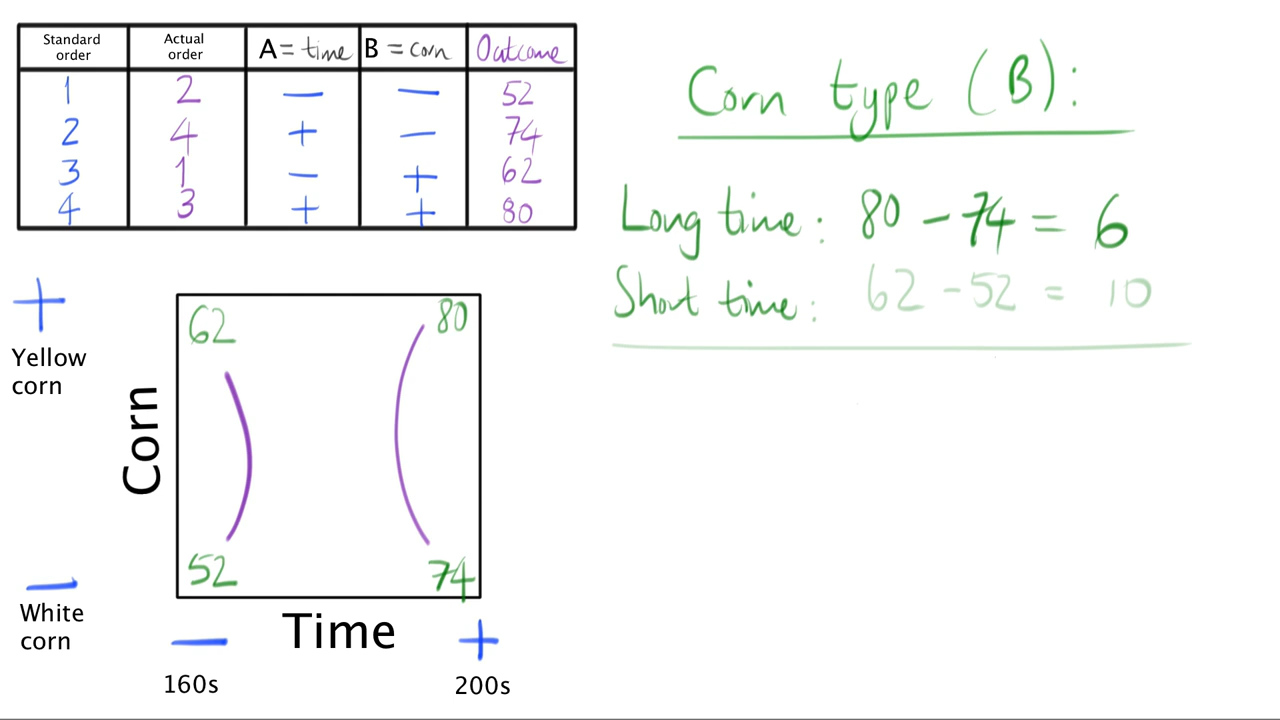 Standard order Actual order A = time B = corn Outcome
1 2 — — 52
2 4 + — 74
3 1 — + 62
4 3 + + 80
Corn type (B):
Long time: 80 - 74 = 6
Short time: 62 - 52 = 10
+
Yellow
corn
62 80
Corn
52 74
—
White
corn
— Time +
160s 200s